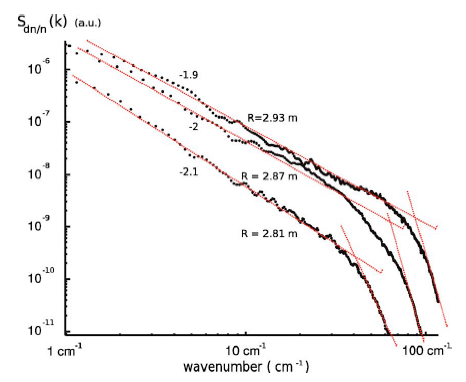 S_dn/n(k) (a.u.)
10^-6
-1.9
10^-7
R=2.93 m
-2
10^-8
-2.1
R = 2.87 m
10^-9
R = 2.81 m
10^-10
10^-11
1 cm^-1 10 cm^-1 100 cm^-1
wavenumber ( cm^-1)